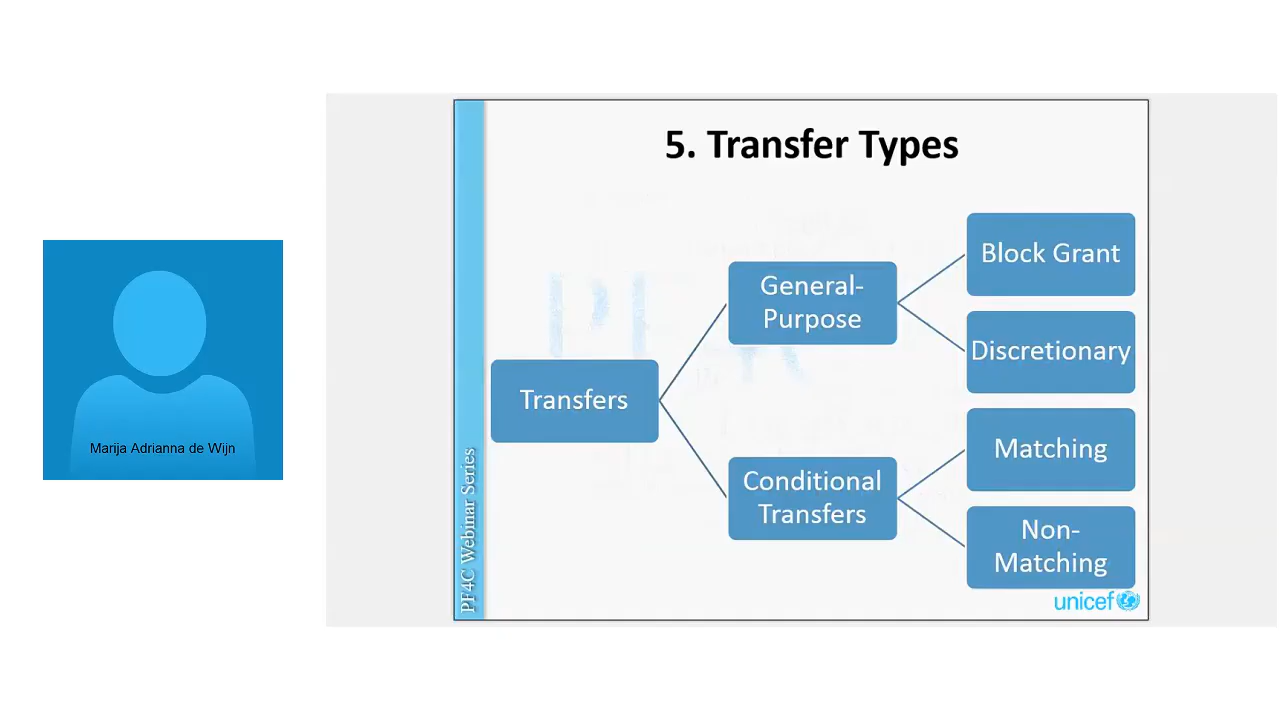 5. Transfer Types
Block Grant
General-
Purpose
Discretionary
Transfers
Matching
Conditional
Transfers
Non-
Matching
unicef
PF4C Webinar Series
Marija Adrianna de Wijn